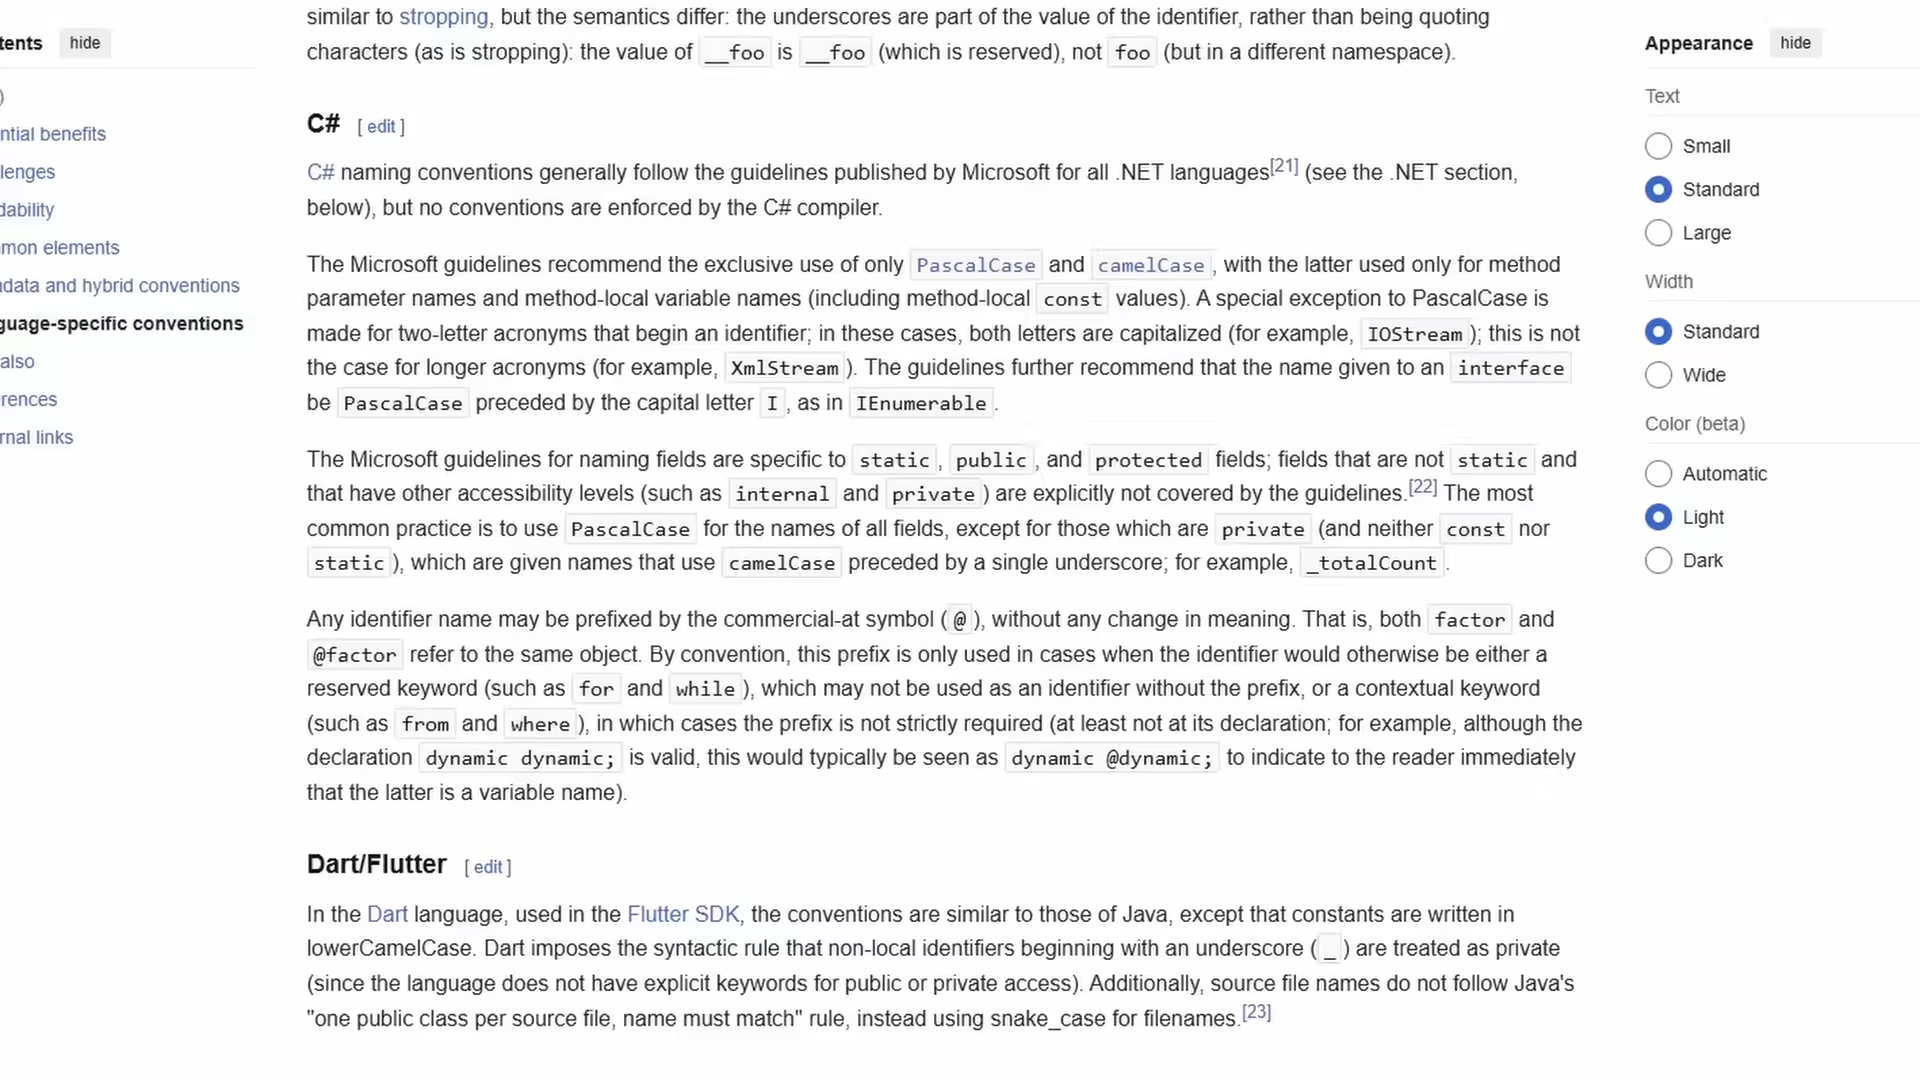 similar to stropping, but the semantics differ: the underscores are part of the value of the identifier, rather than being quoting
characters (as is stropping): the value of __foo is __foo (which is reserved), not foo (but in a different namespace).
tents hide
)
ntial benefits
lenges
dability
mon elements
adata and hybrid conventions
guage-specific conventions
also
erences
rnal links
C# [ edit ]
C# naming conventions generally follow the guidelines published by Microsoft for all .NET languages[21] (see the .NET section,
below), but no conventions are enforced by the C# compiler.
The Microsoft guidelines recommend the exclusive use of only PascalCase and camelCase, with the latter used only for method
parameter names and method-local variable names (including method-local const values). A special exception to PascalCase is
made for two-letter acronyms that begin an identifier; in these cases, both letters are capitalized (for example, IOStream); this is not
the case for longer acronyms (for example, XmlStream). The guidelines further recommend that the name given to an interface
be PascalCase preceded by the capital letter I, as in IEnumerable.
The Microsoft guidelines for naming fields are specific to static, public, and protected fields; fields that are not static and
that have other accessibility levels (such as internal and private) are explicitly not covered by the guidelines.[22] The most
common practice is to use PascalCase for the names of all fields, except for those which are private (and neither const nor
static), which are given names that use camelCase preceded by a single underscore; for example, _totalCount.
Any identifier name may be prefixed by the commercial-at symbol (@), without any change in meaning. That is, both factor and
@factor refer to the same object. By convention, this prefix is only used in cases when the identifier would otherwise be either a
reserved keyword (such as for and while), which may not be used as an identifier without the prefix, or a contextual keyword
(such as from and where), in which cases the prefix is not strictly required (at least not at its declaration; for example, although the
declaration dynamic dynamic; is valid, this would typically be seen as dynamic @dynamic; to indicate to the reader immediately
that the latter is a variable name).
Dart/Flutter [ edit ]
In the Dart language, used in the Flutter SDK, the conventions are similar to those of Java, except that constants are written in
lowerCamelCase. Dart imposes the syntactic rule that non-local identifiers beginning with an underscore (_) are treated as private
(since the language does not have explicit keywords for public or private access). Additionally, source file names do not follow Java's
"one public class per source file, name must match" rule, instead using snake_case for filenames.[23]
Appearance hide
Text
Small
Standard
Large
Width
Standard
Wide
Color (beta)
Automatic
Light
Dark